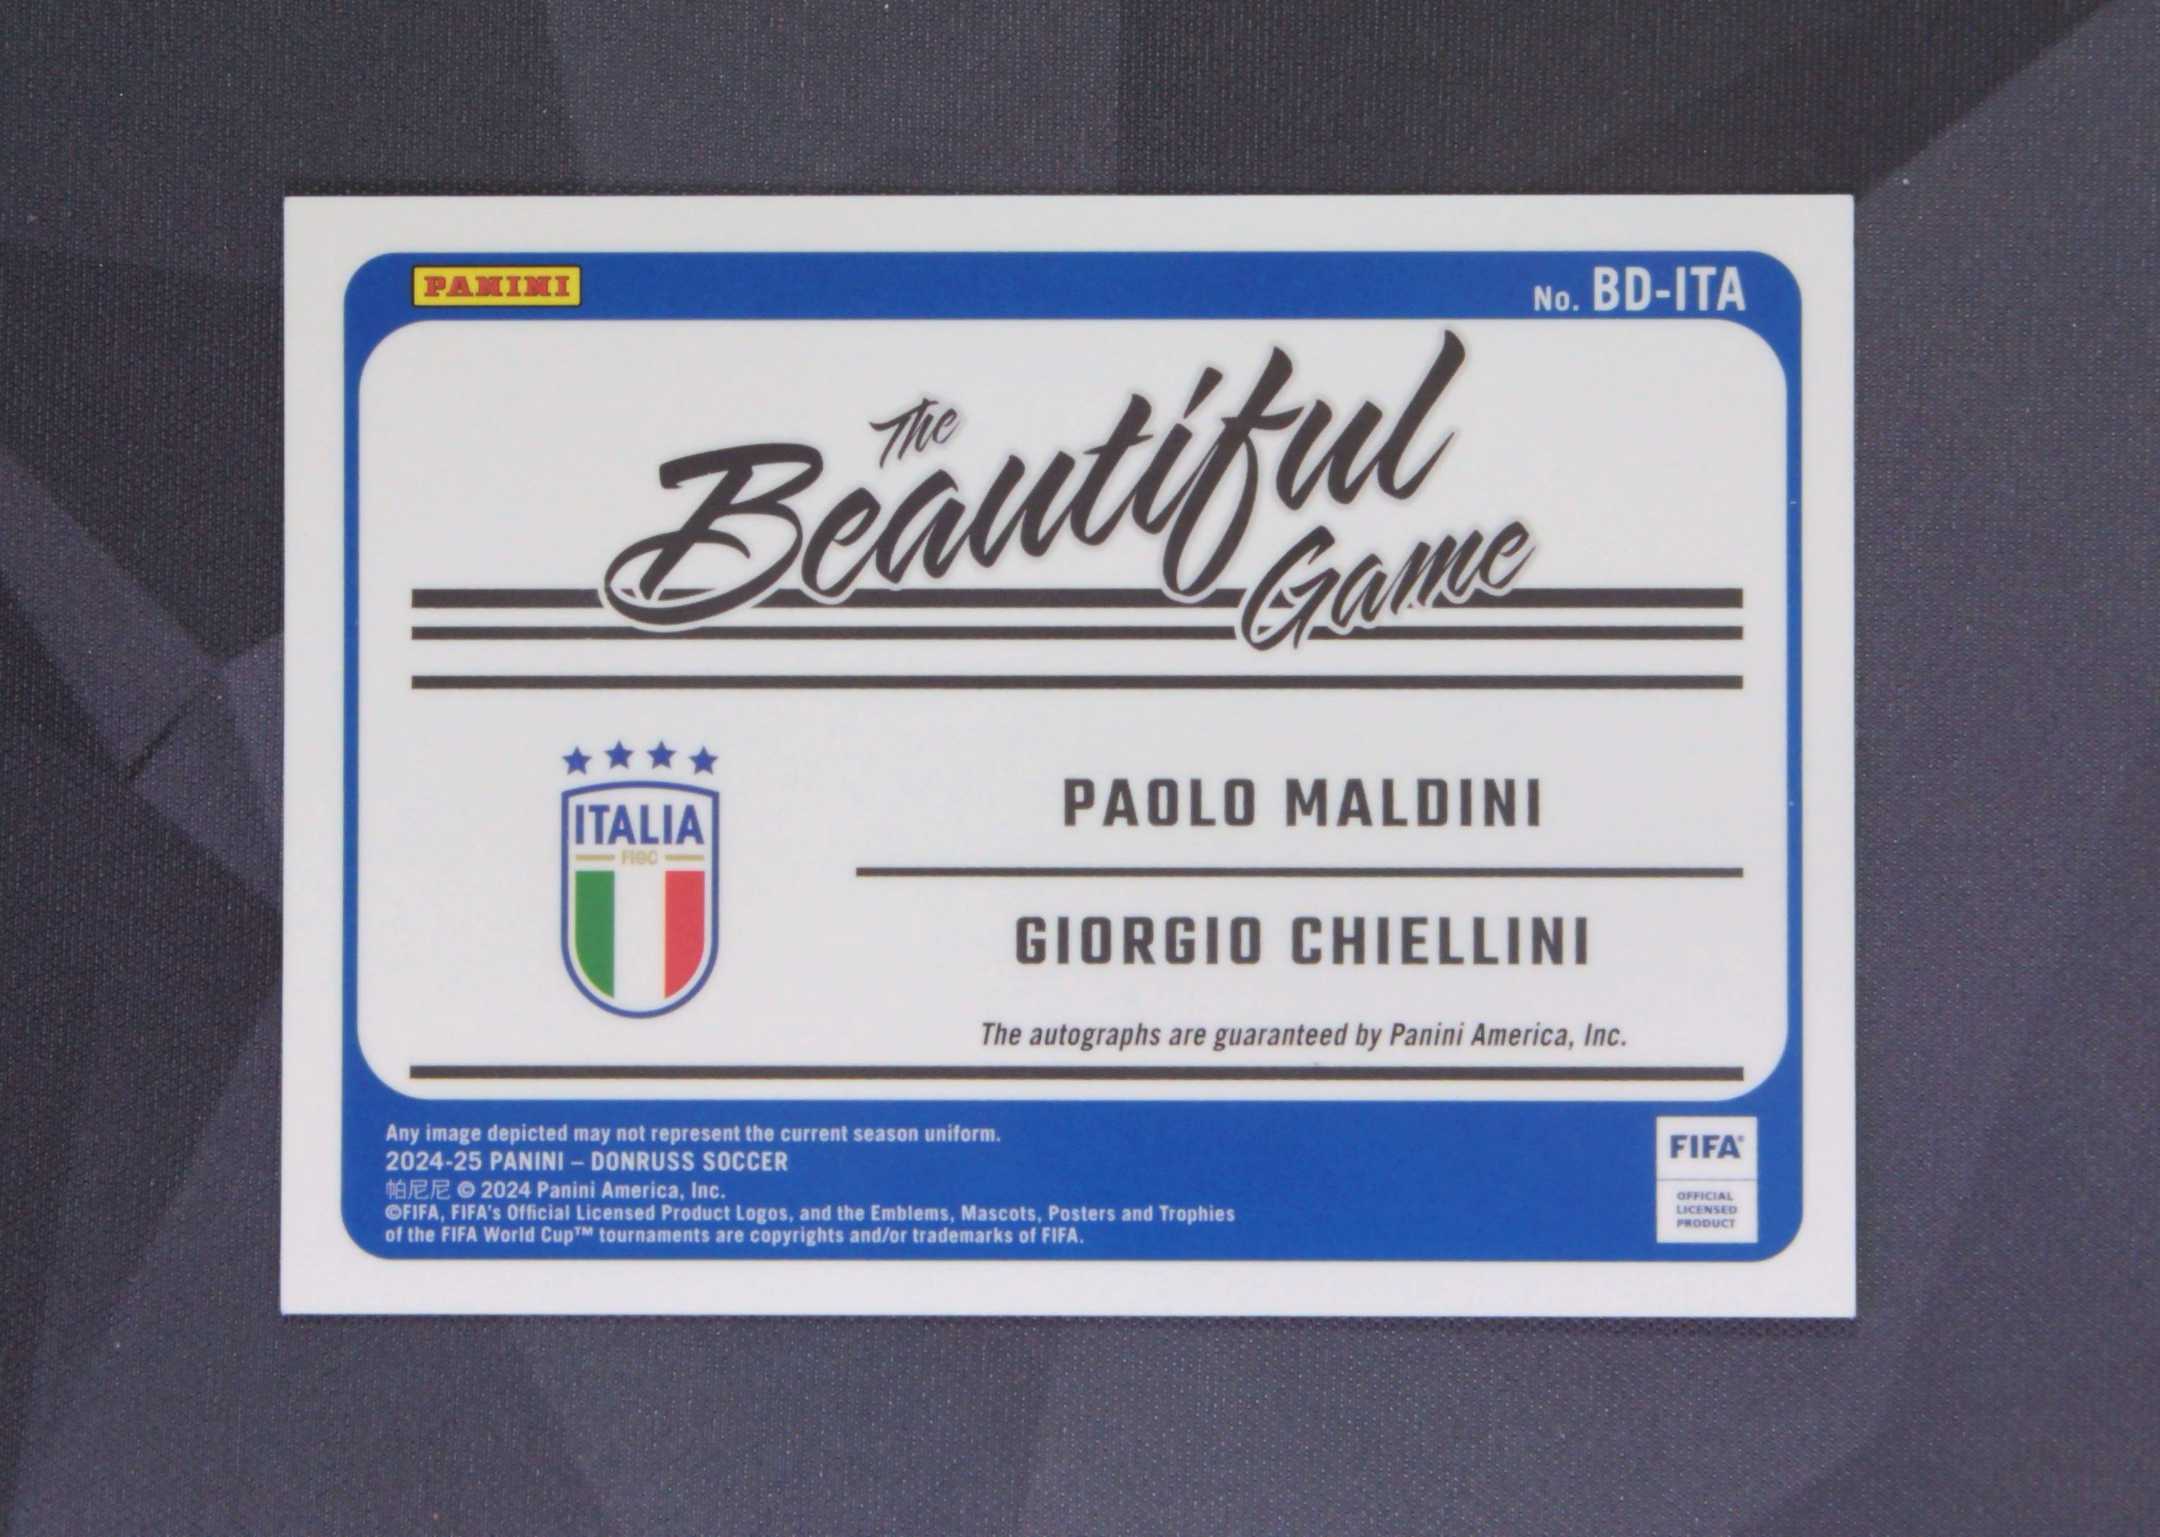 PANINI
No. BD-ITA
The
Beautiful
Game
ITALIA
FIGC
PAOLO MALDINI
GIORGIO CHIELLINI
The autographs are guaranteed by Panini America, Inc.
Any image depicted may not represent the current season uniform.
2024-25 PANINI – DONRUSS SOCCER
帕尼尼 © 2024 Panini America, Inc.
©FIFA, FIFA's Official Licensed Product Logos, and the Emblems, Mascots, Posters and Trophies
of the FIFA World Cup™ tournaments are copyrights and/or trademarks of FIFA.
FIFA®
OFFICIAL
LICENSED
PRODUCT